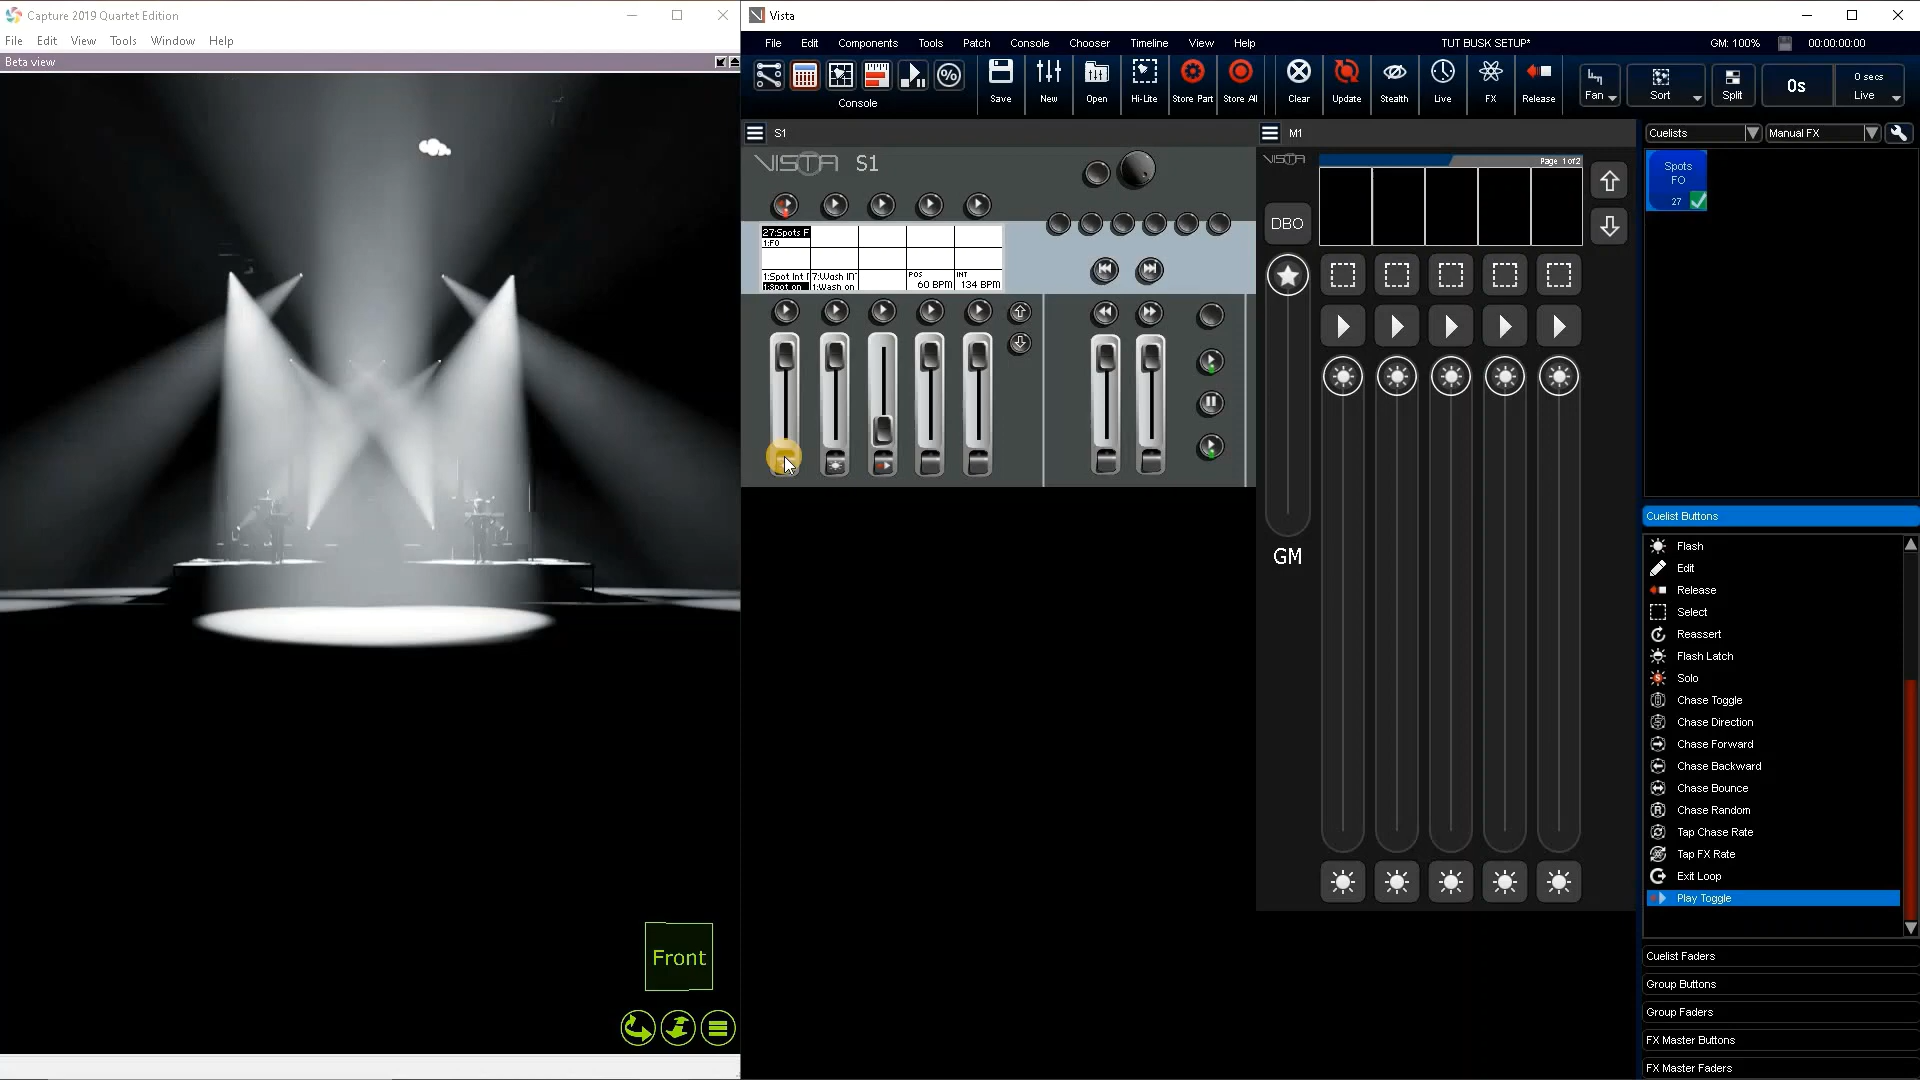 Capture 2019 Quartet Edition
File Edit View Tools Window Help
Beta view
Front
Vista
File Edit Components Tools Patch Console Chooser Timeline View Help TUT BUSK SETUP* GM: 100% 00:00:00:00
Console
Save New Open Hi-Lite Store Part Store All Clear Update Stealth Live FX Release Fan Sort Split 0s 0 secs Live
S1
VISTA S1
27:Spots F
1:FO
1:Spot Int 7:Wash IN POS INT
1:Spot on 1:Wash on 60 BPM 134 BPM
M1
VISTA Page 1 of 2
DBO
GM
Cuelists Manual FX
Spots
FO
27
Cuelist Buttons
Flash
Edit
Release
Select
Reassert
Flash Latch
Solo
Chase Toggle
Chase Direction
Chase Forward
Chase Backward
Chase Bounce
Chase Random
Tap Chase Rate
Tap FX Rate
Exit Loop
Play Toggle
Cuelist Faders
Group Buttons
Group Faders
FX Master Buttons
FX Master Faders